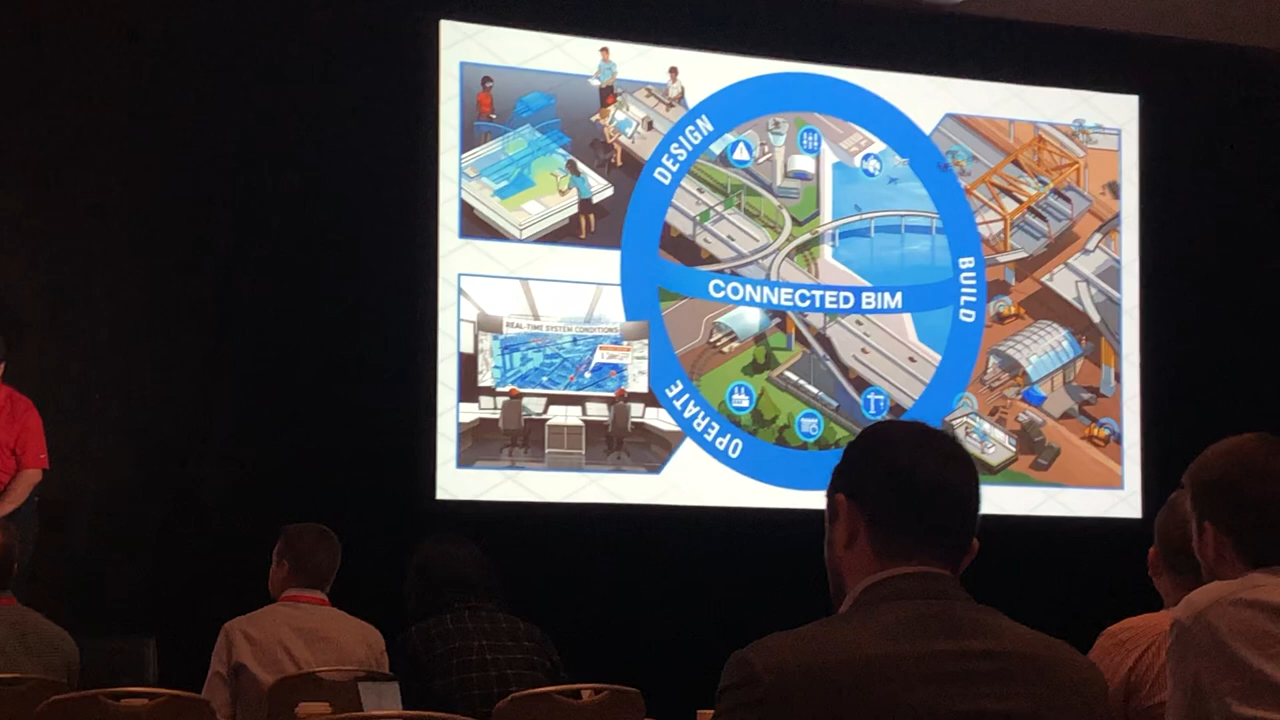 DESIGN
CONNECTED BIM
BUILD
REAL-TIME SYSTEM CONDITIONS
OPERATE